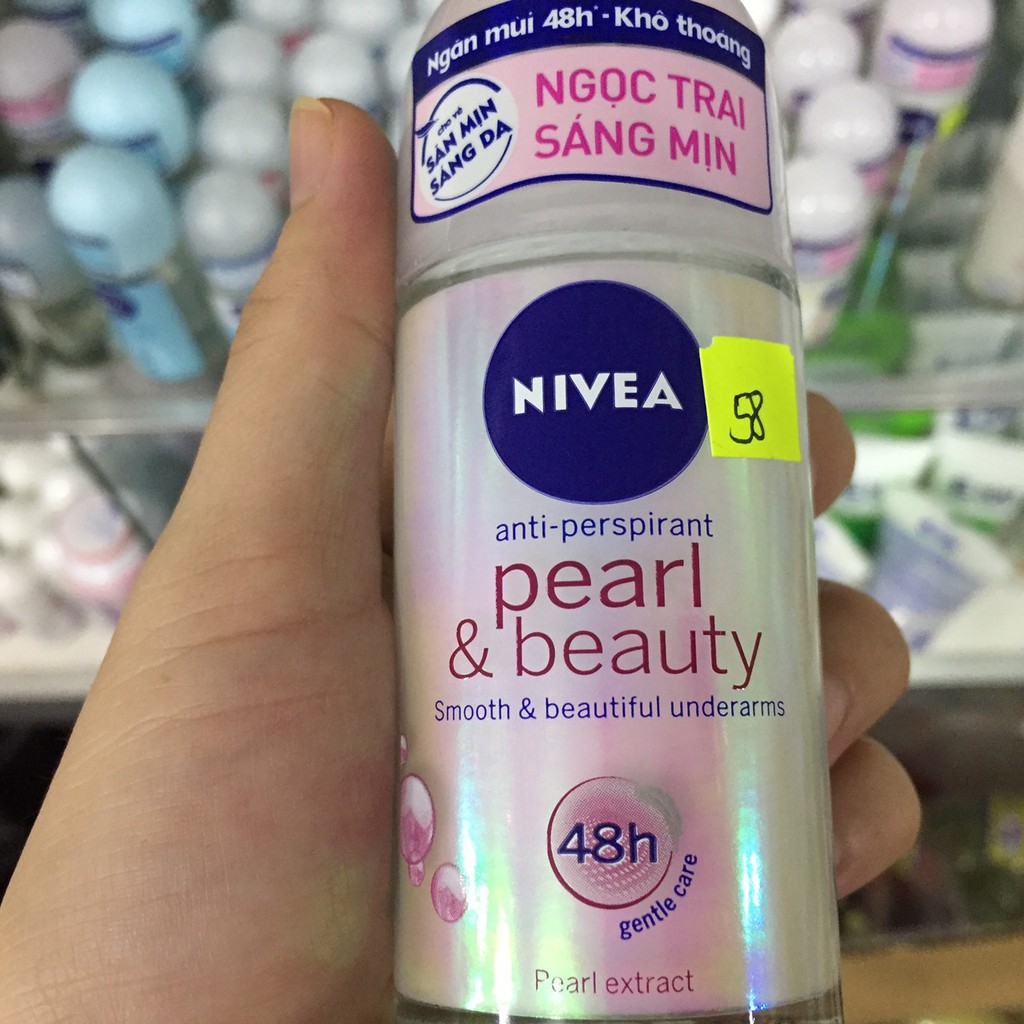 Ngăn mùi 48h* - Khô thoáng
cho vẻ
SĂN MỊN
SÁNG DA
NGỌC TRAI
SÁNG MỊN
NIVEA
58
anti-perspirant
pearl
& beauty
Smooth & beautiful underarms
48h
gentle care
Pearl extract